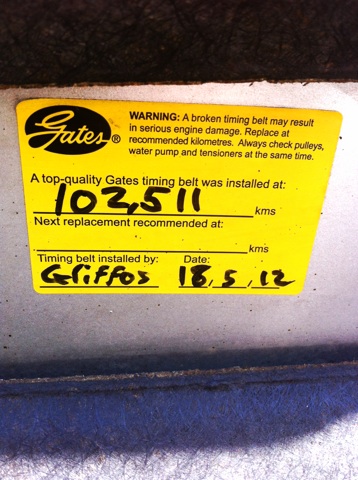 Gates®
WARNING: A broken timing belt may result
in serious engine damage. Replace at
recommended kilometres. Always check pulleys,
water pump and tensioners at the same time.
A top-quality Gates timing belt was installed at:
102,511 kms
Next replacement recommended at:
kms
Timing belt installed by: Date:
Griffos 18.5.12